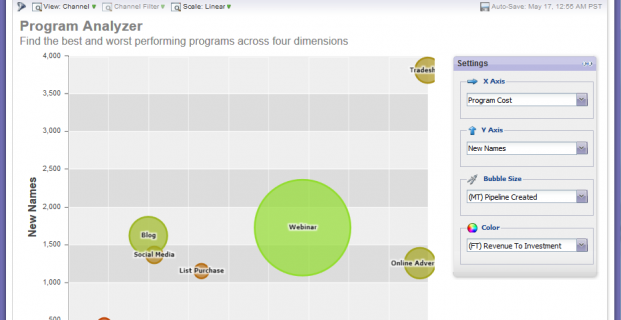 View: Channel Channel Filter Scale: Linear Auto-Save: May 17, 12:56 AM PST
Program Analyzer
Find the best and worst performing programs across four dimensions
4,000
3,500
3,000
2,500
2,000
1,500
1,000
500
New Names
Tradesh
Blog
Social Media
List Purchase
Webinar
Online Adver
Settings
X Axis
Program Cost
Y Axis
New Names
Bubble Size
(MT) Pipeline Created
Color
(FT) Revenue To Investment